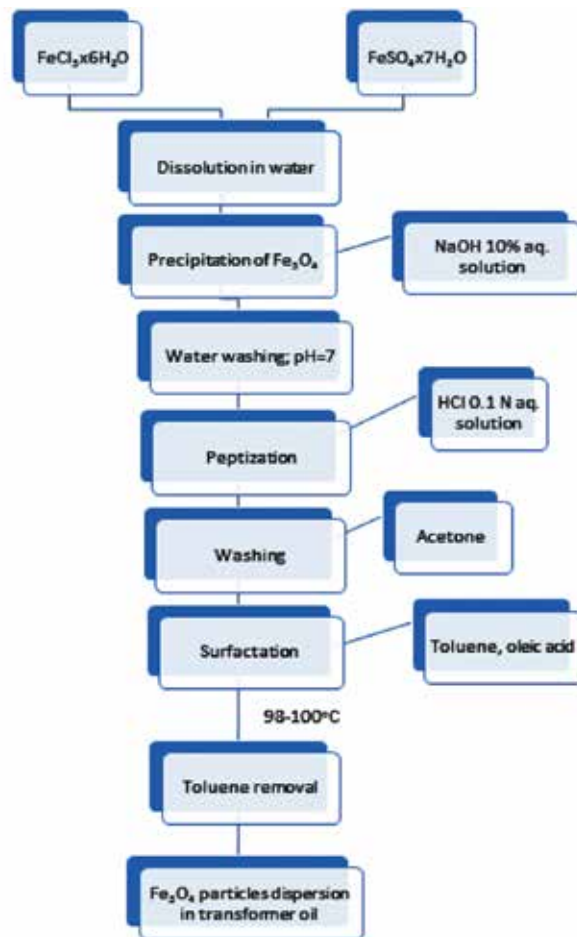 FeCl₃x6H₂O
FeSO₄x7H₂O
Dissolution in water
Precipitation of Fe₃O₄
NaOH 10% aq.
solution
Water washing; pH=7
HCl 0.1 N aq.
solution
Peptization
Acetone
Washing
Toluene, oleic acid
Surfactation
98-100°C
Toluene removal
Fe₃O₄ particles dispersion
in transformer oil